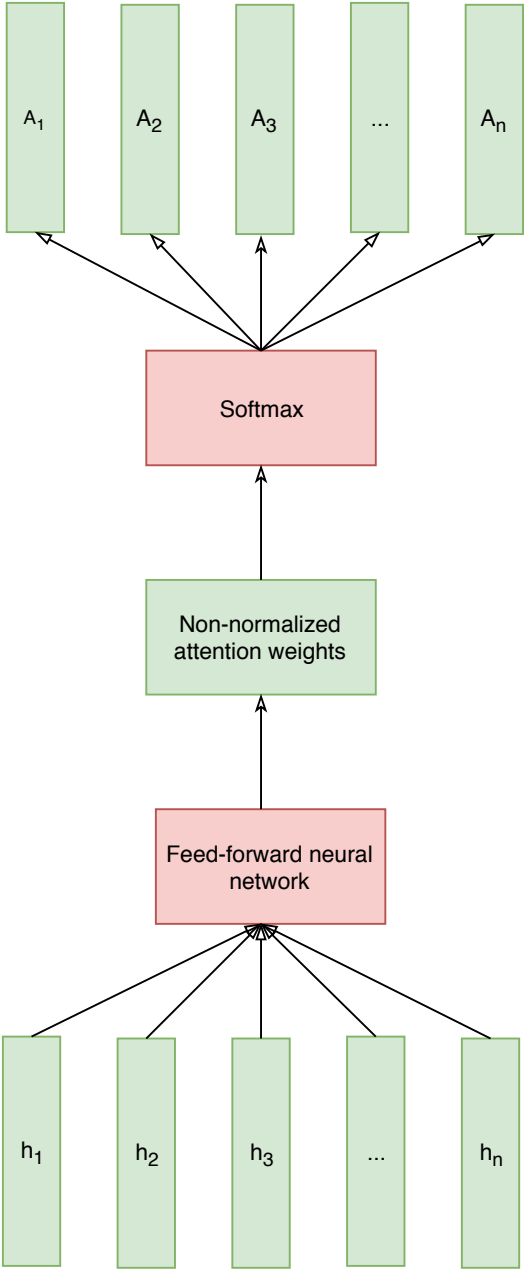 A₁ A₂ A₃ ... Aₙ
Softmax
Non-normalized
attention weights
Feed-forward neural
network
h₁ h₂ h₃ ... hₙ